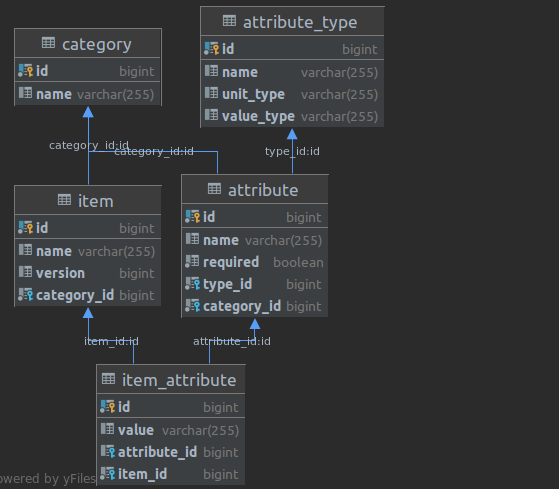 category
id bigint
name varchar(255)
attribute_type
id bigint
name varchar(255)
unit_type varchar(255)
value_type varchar(255)
category_id:id
category_id:id
type_id:id
item
id bigint
name varchar(255)
version bigint
category_id bigint
attribute
id bigint
name varchar(255)
required boolean
type_id bigint
category_id bigint
item_id:id
attribute_id:id
item_attribute
id bigint
value varchar(255)
attribute_id bigint
item_id bigint
owered by yFiles